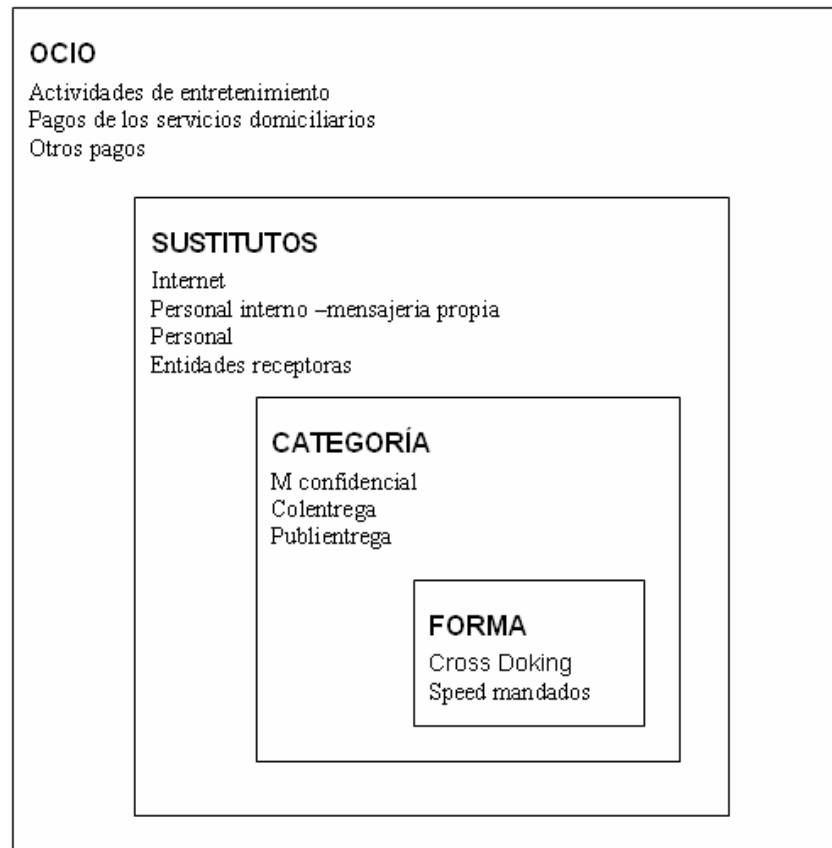 OCIO
Actividades de entretenimiento
Pagos de los servicios domiciliarios
Otros pagos
SUSTITUTOS
Internet
Personal interno –mensajeria propia
Personal
Entidades receptoras
CATEGORÍA
M confidencial
Colentrega
Publientrega
FORMA
Cross Doking
Speed mandados